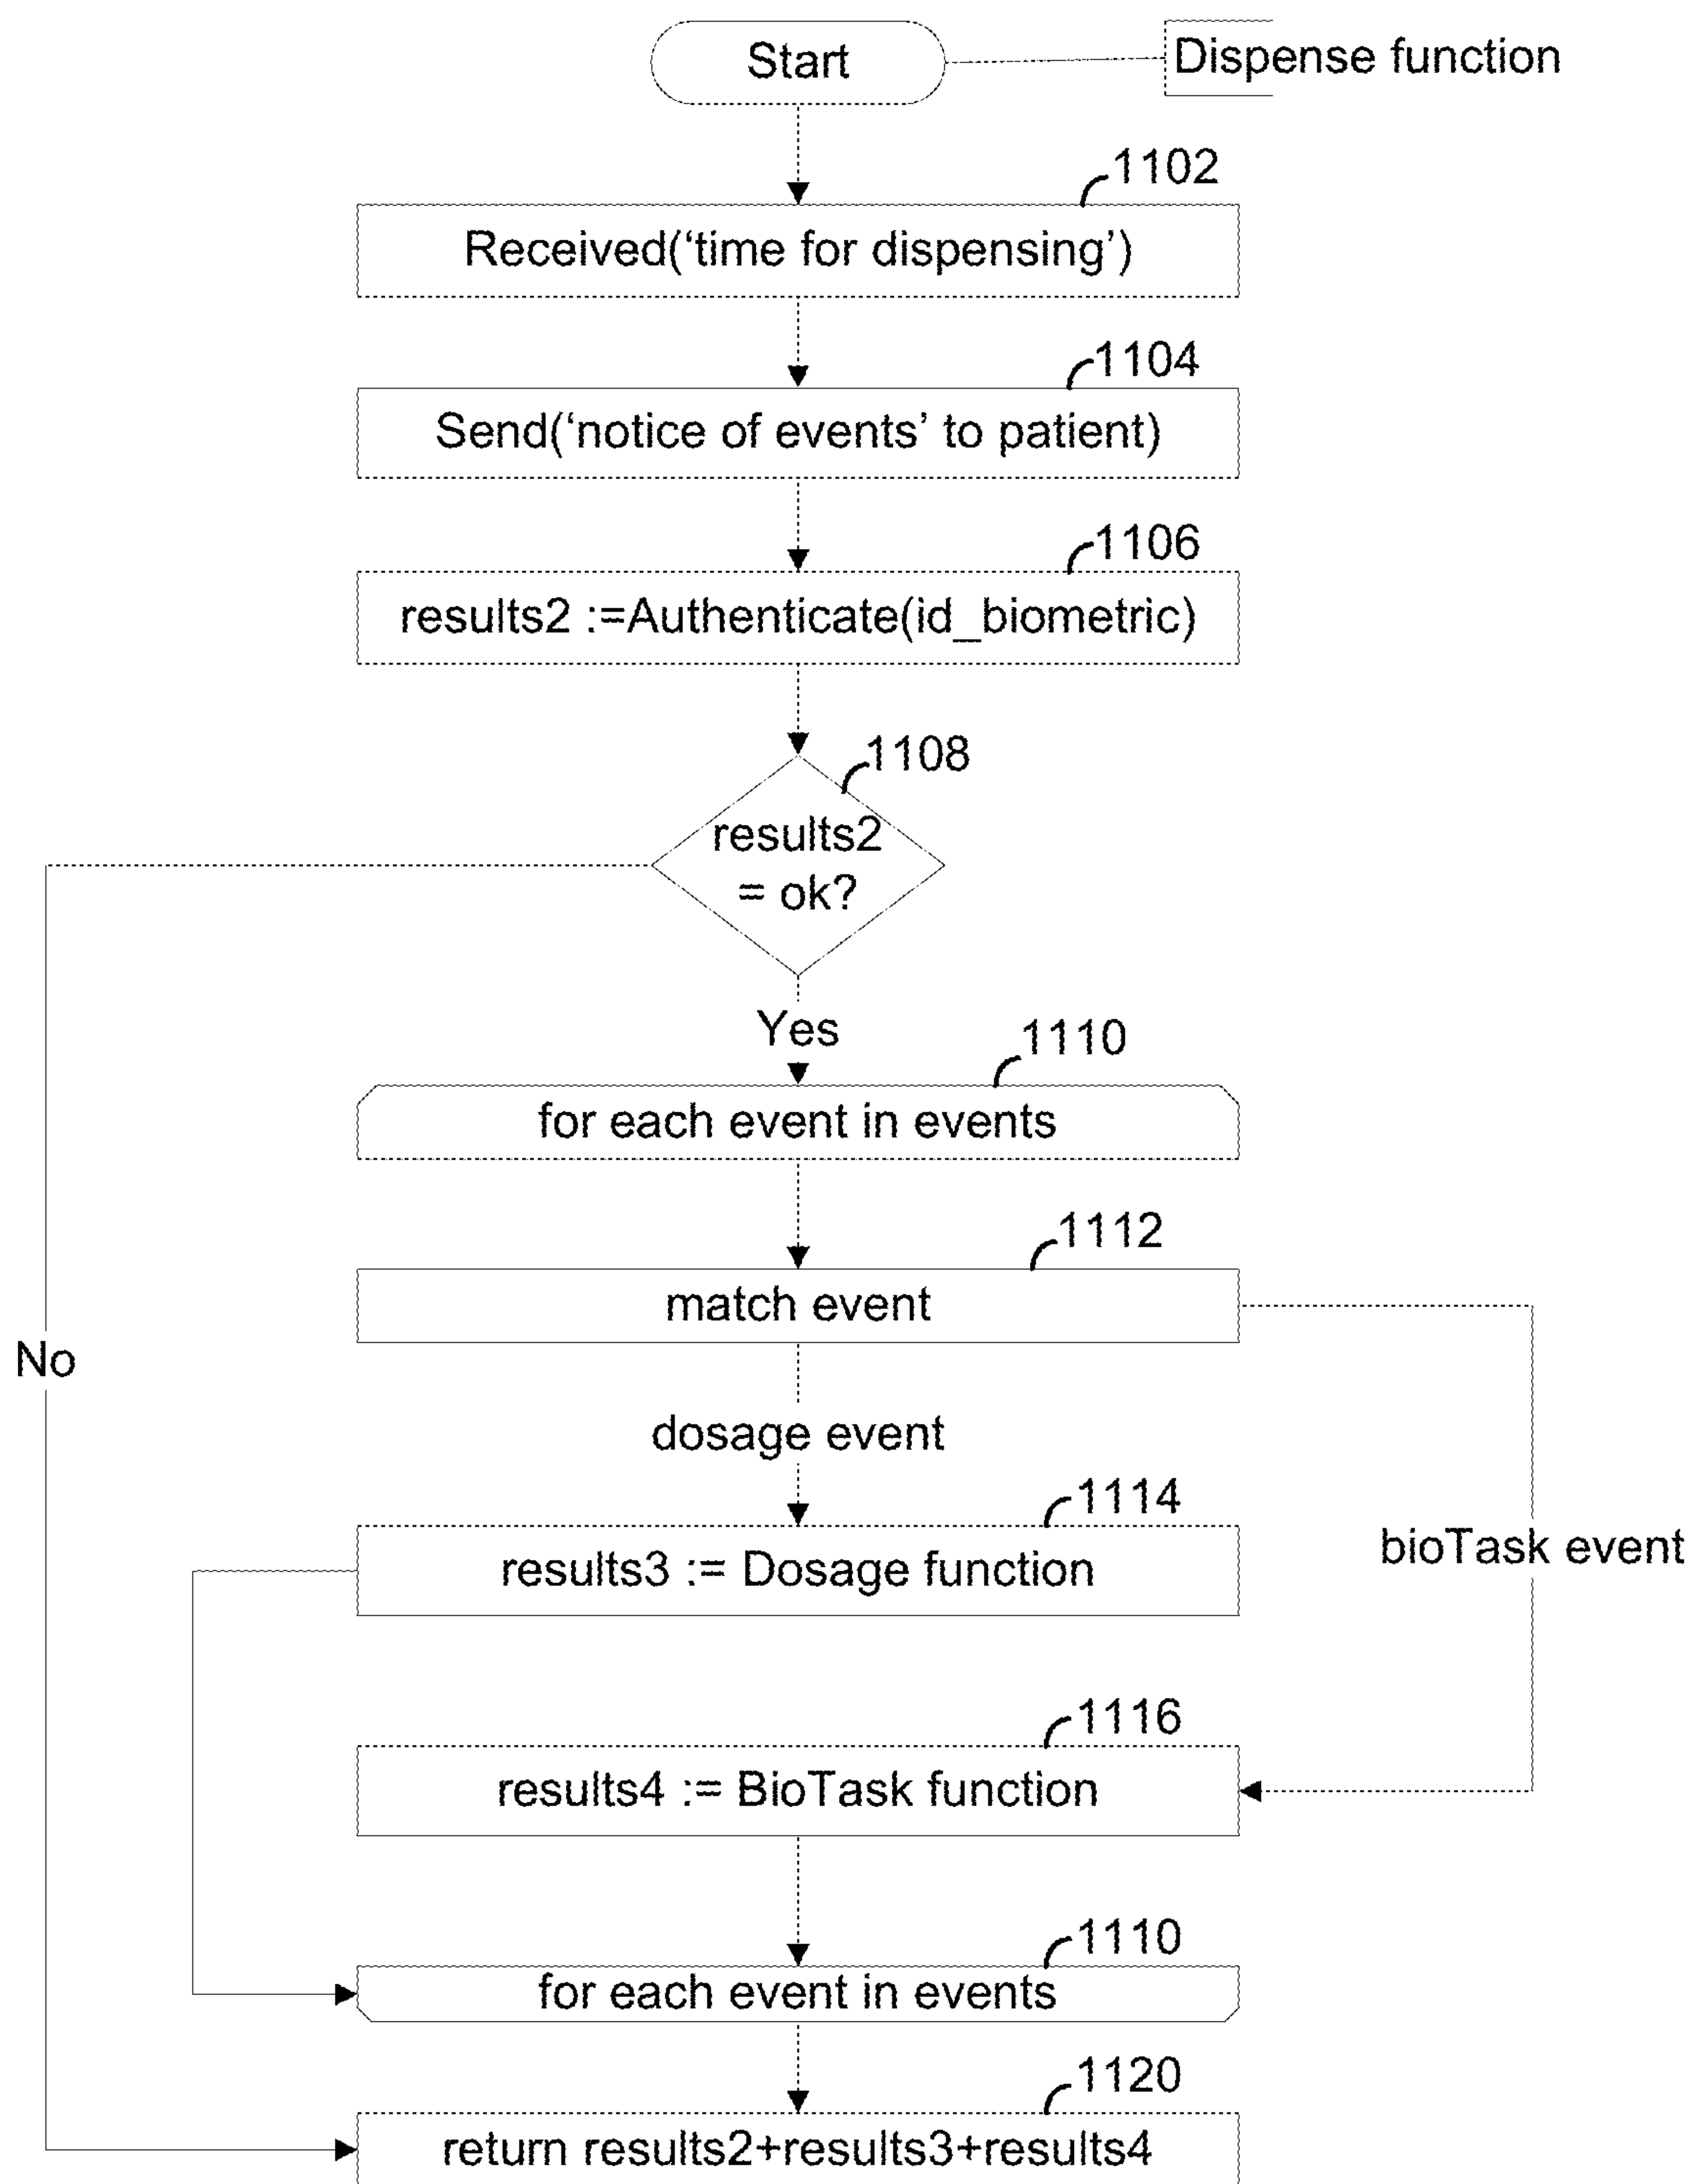 Start
Dispense function
1102
Received(‘time for dispensing’)
1104
Send(‘notice of events’ to patient)
1106
results2 :=Authenticate(id_biometric)
1108
results2
= ok?
Yes
1110
for each event in events
1112
match event
No
dosage event
1114
bioTask event
results3 := Dosage function
1116
results4 := BioTask function
1110
for each event in events
1120
return results2+results3+results4